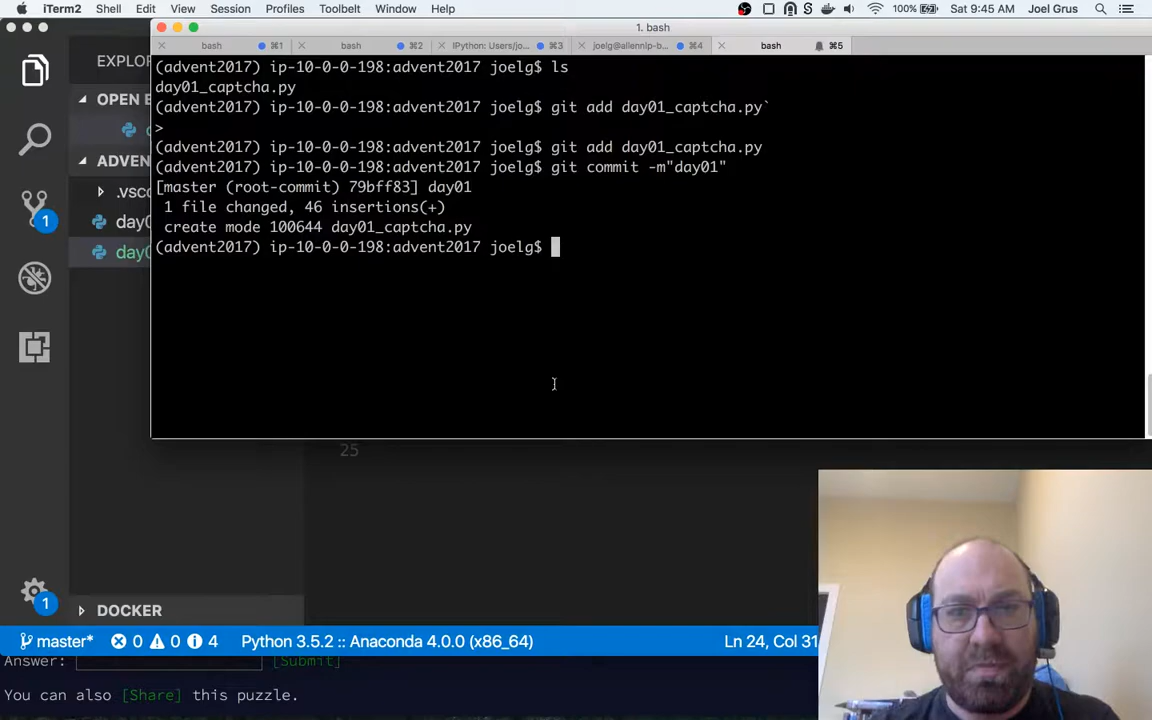 iTerm2 Shell Edit View Session Profiles Toolbelt Window Help 100% Sat 9:45 AM Joel Grus
1. bash
bash ⌘1 bash ⌘2 IPython: Users/jo... ⌘3 joelg@allennlp-b... ⌘4 bash ⌘5
(advent2017) ip-10-0-0-198:advent2017 joelg$ ls
day01_captcha.py
(advent2017) ip-10-0-0-198:advent2017 joelg$ git add day01_captcha.py`
>
(advent2017) ip-10-0-0-198:advent2017 joelg$ git add day01_captcha.py
(advent2017) ip-10-0-0-198:advent2017 joelg$ git commit -m"day01"
[master (root-commit) 79bff83] day01
1 file changed, 46 insertions(+)
create mode 100644 day01_captcha.py
(advent2017) ip-10-0-0-198:advent2017 joelg$
EXPLOR
OPEN E
d
ADVEN
.vsco
day0
day0
1
25
1
DOCKER
master* 0 0 4 Python 3.5.2 :: Anaconda 4.0.0 (x86_64) Ln 24, Col 31
Answer: [Submit]
You can also [Share] this puzzle.